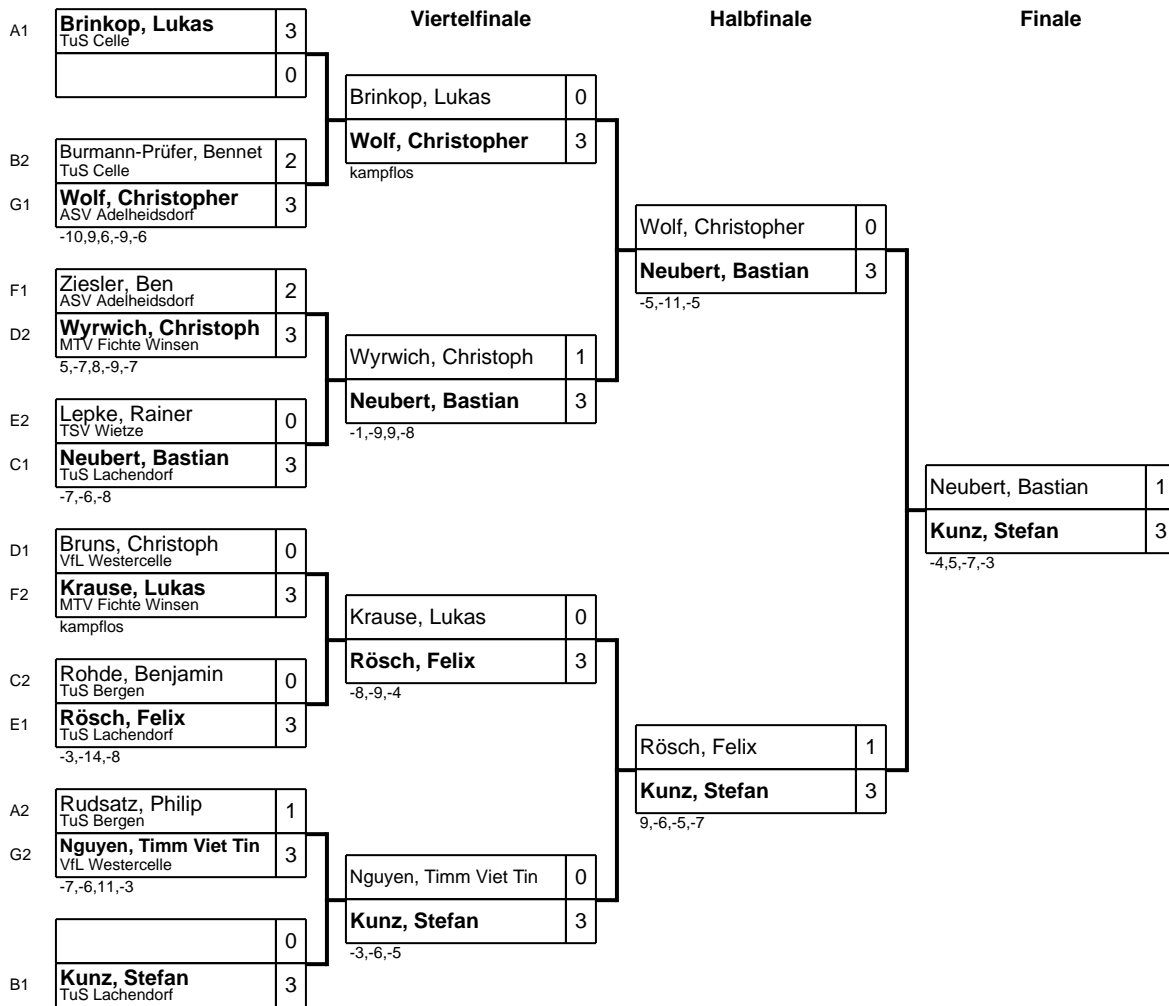 Viertelfinale
Halbfinale
Finale
A1
Brinkop, Lukas
TuS Celle
3
0
B2
Burmann-Prüfer, Bennet
TuS Celle
2
G1
Wolf, Christopher
ASV Adelheidsdorf
3
-10,9,6,-9,-6
F1
Ziesler, Ben
ASV Adelheidsdorf
2
D2
Wyrwich, Christoph
MTV Fichte Winsen
3
5,-7,8,-9,-7
E2
Lepke, Rainer
TSV Wietze
0
C1
Neubert, Bastian
TuS Lachendorf
3
-7,-6,-8
D1
Bruns, Christoph
VfL Westercelle
0
F2
Krause, Lukas
MTV Fichte Winsen
3
kampflos
C2
Rohde, Benjamin
TuS Bergen
0
E1
Rösch, Felix
TuS Lachendorf
3
-3,-14,-8
A2
Rudsatz, Philip
TuS Bergen
1
G2
Nguyen, Timm Viet Tin
VfL Westercelle
3
-7,-6,11,-3
0
B1
Kunz, Stefan
TuS Lachendorf
3
Brinkop, Lukas
0
Wolf, Christopher
3
kampflos
Wyrwich, Christoph
1
Neubert, Bastian
3
-1,-9,9,-8
Krause, Lukas
0
Rösch, Felix
3
-8,-9,-4
Nguyen, Timm Viet Tin
0
Kunz, Stefan
3
-3,-6,-5
Wolf, Christopher
0
Neubert, Bastian
3
-5,-11,-5
Rösch, Felix
1
Kunz, Stefan
3
9,-6,-5,-7
Neubert, Bastian
1
Kunz, Stefan
3
-4,5,-7,-3